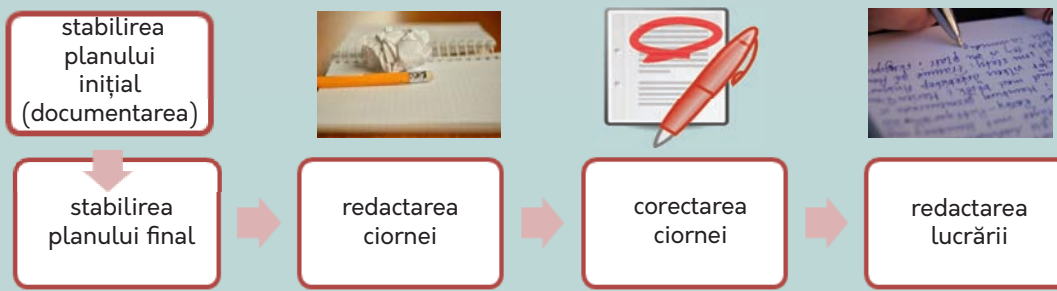 stabilirea
planului
inițial
(documentarea)
stabilirea
planului final
redactarea
ciornei
corectarea
ciornei
redactarea
lucrării